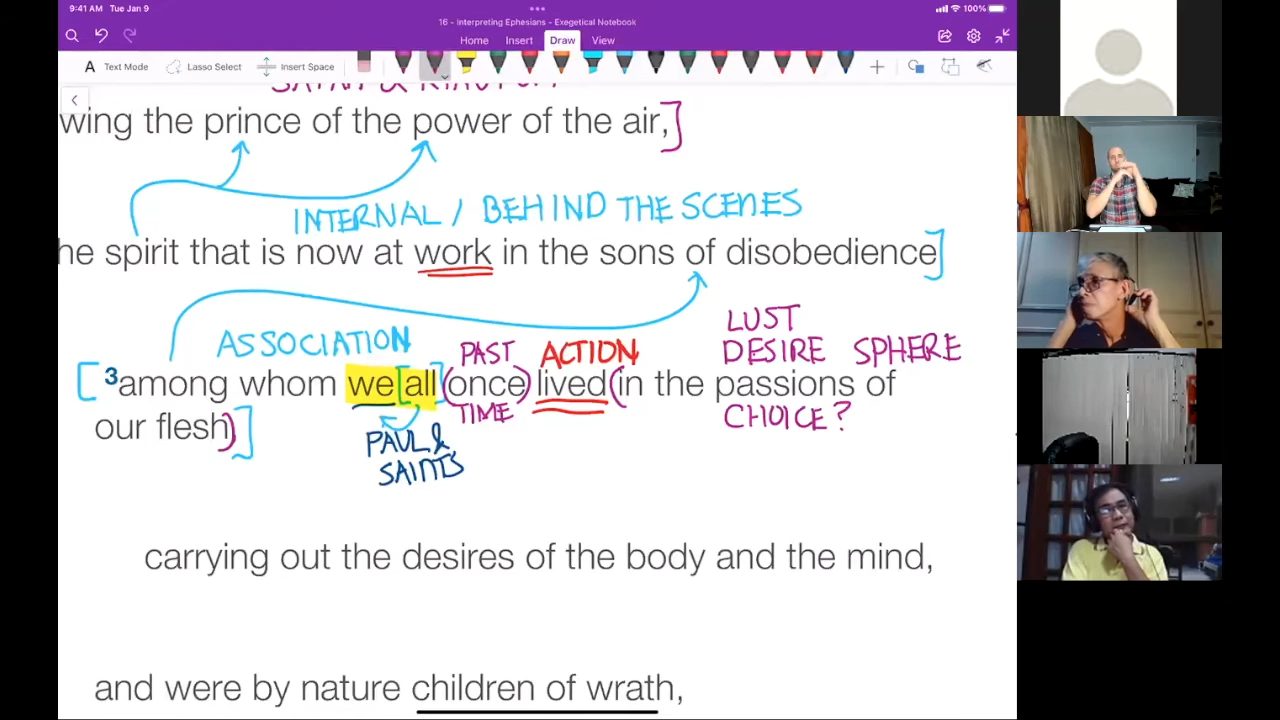 9:41 AM Tue Jan 9
100%
16 - Interpreting Ephesians - Exegetical Notebook
Home Insert Draw View
A Text Mode Lasso Select Insert Space
SATAN &
wing the prince of the power of the air,]
INTERNAL / BEHIND THE SCENES
he spirit that is now at work in the sons of disobedience]
LUST
ASSOCIATION PAST ACTION DESIRE SPHERE
[3among whom we [all] (once) lived (in the passions of
TIME CHOICE?
our flesh)]
PAUL &
SAINTS
carrying out the desires of the body and the mind,
and were by nature children of wrath,